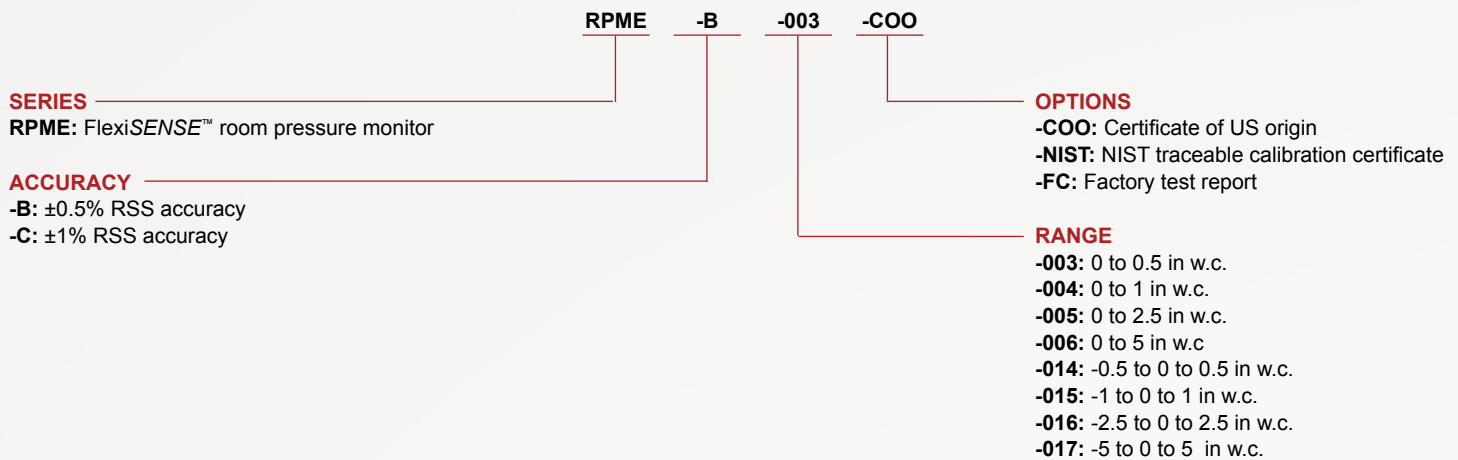 RPME -B -003 -COO
SERIES
RPME: FlexiSENSE™ room pressure monitor
ACCURACY
-B: ±0.5% RSS accuracy
-C: ±1% RSS accuracy
OPTIONS
-COO: Certificate of US origin
-NIST: NIST traceable calibration certificate
-FC: Factory test report
RANGE
-003: 0 to 0.5 in w.c.
-004: 0 to 1 in w.c.
-005: 0 to 2.5 in w.c.
-006: 0 to 5 in w.c
-014: -0.5 to 0 to 0.5 in w.c.
-015: -1 to 0 to 1 in w.c.
-016: -2.5 to 0 to 2.5 in w.c.
-017: -5 to 0 to 5 in w.c.